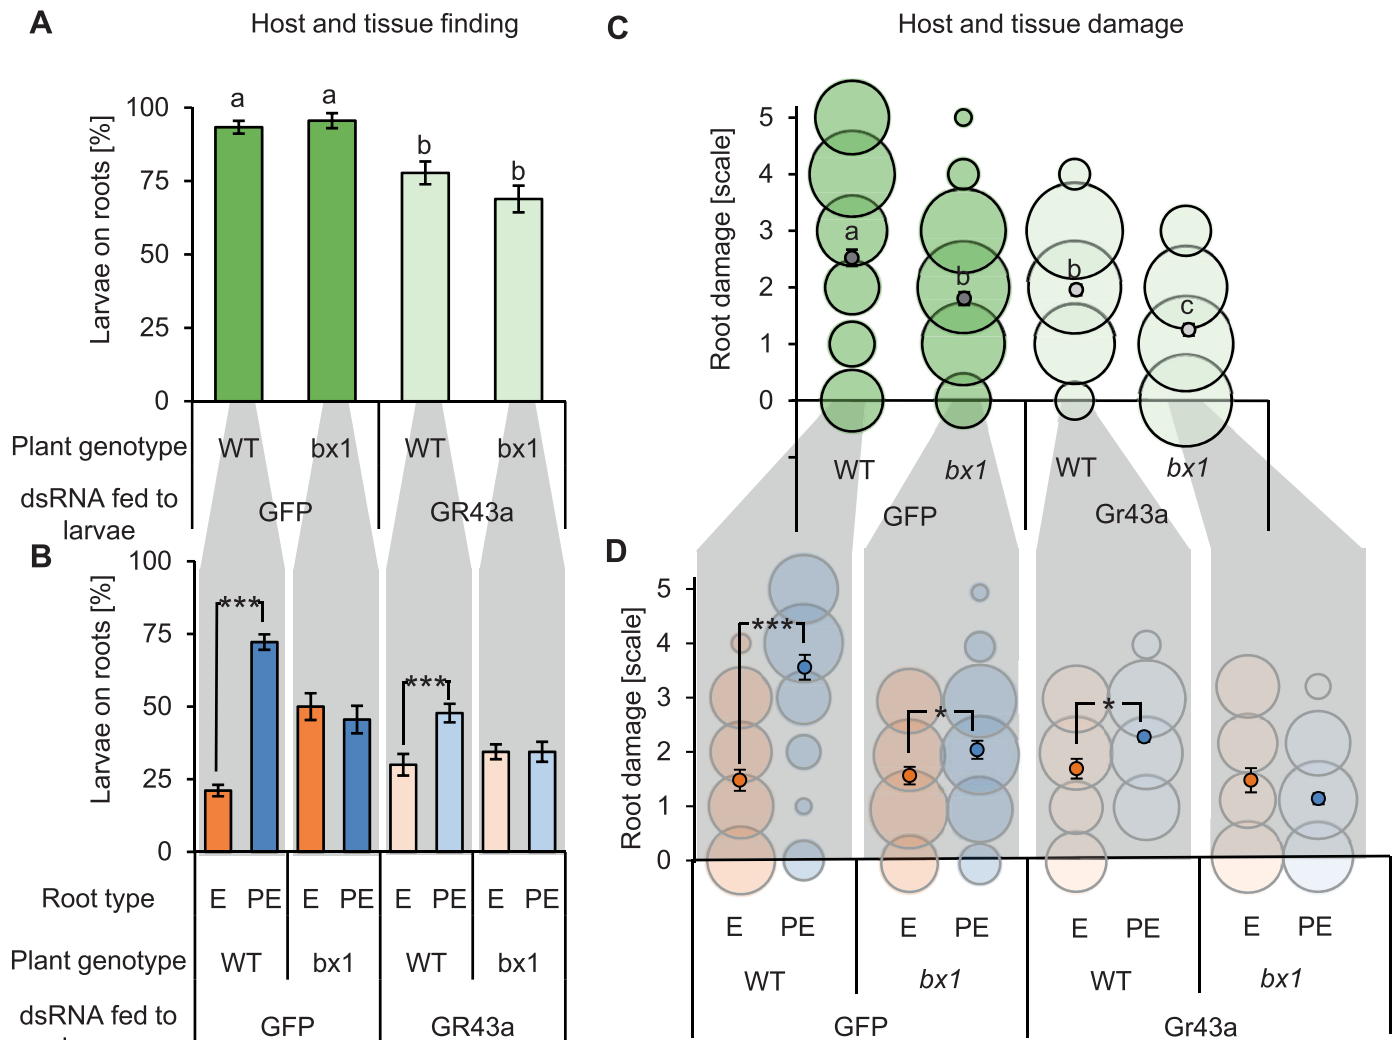 A
Host and tissue finding
Larvae on roots [%]
100
75
50
25
0
a
a
b
b
Plant genotype
WT
bx1
WT
bx1
dsRNA fed to
larvae
GFP
GR43a
B
Larvae on roots [%]
100
75
50
25
0
***
***
Root type
E PE E PE E PE E PE
Plant genotype
WT
bx1
WT
bx1
dsRNA fed to
GFP
GR43a
C
Host and tissue damage
Root damage [scale]
5
4
3
2
1
0
a
b
b
c
WT
bx1
WT
bx1
GFP
Gr43a
D
Root damage [scale]
5
4
3
2
1
0
***
*
*
E PE E PE E PE E PE
WT
bx1
WT
bx1
GFP
Gr43a